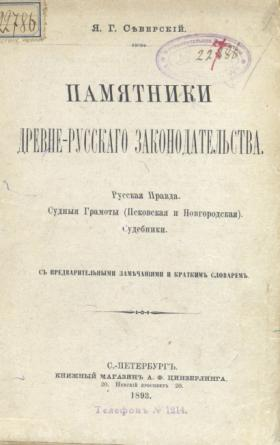 22786
Я. Г. Сѣверскій.
22786
ПАМЯТНИКИ
ДРЕВНЕ-РУССКАГО ЗАКОНОДАТЕЛЬСТВА.
Русская Правда.
Судныя Грамоты (Псковская и Новгородская).
Судебники.
СЪ ПРЕДВАРИТЕЛЬНЫМИ ЗАМѢЧАНІЯМИ И КРАТКИМЪ СЛОВАРЕМЪ.
С.-ПЕТЕРБУРГЪ.
КНИЖНЫЙ МАГАЗИНЪ А. Ф. ЦИНЗЕРЛИНГА.
20. Невскій проспектъ 20.
1893.
Телефонъ № 1214.